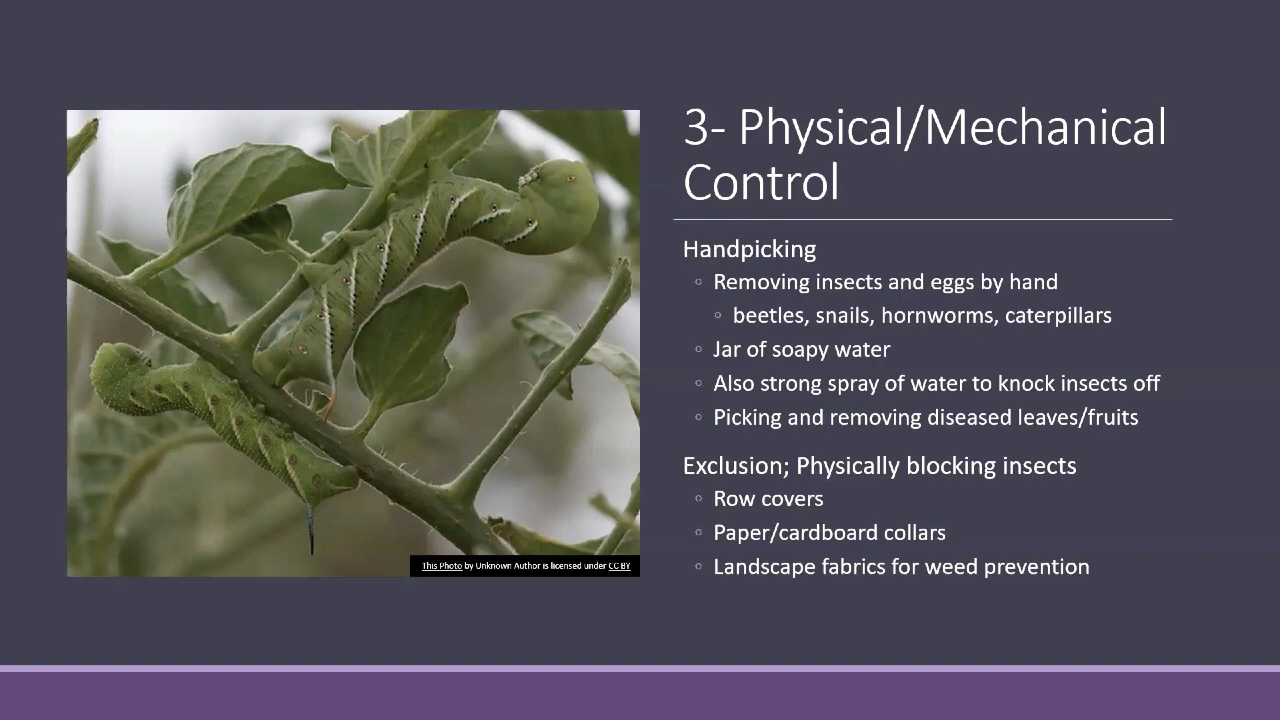 3- Physical/Mechanical
Control
Handpicking
◦ Removing insects and eggs by hand
◦ beetles, snails, hornworms, caterpillars
◦ Jar of soapy water
◦ Also strong spray of water to knock insects off
◦ Picking and removing diseased leaves/fruits
Exclusion; Physically blocking insects
◦ Row covers
◦ Paper/cardboard collars
◦ Landscape fabrics for weed prevention
This Photo by Unknown Author is licensed under CC BY